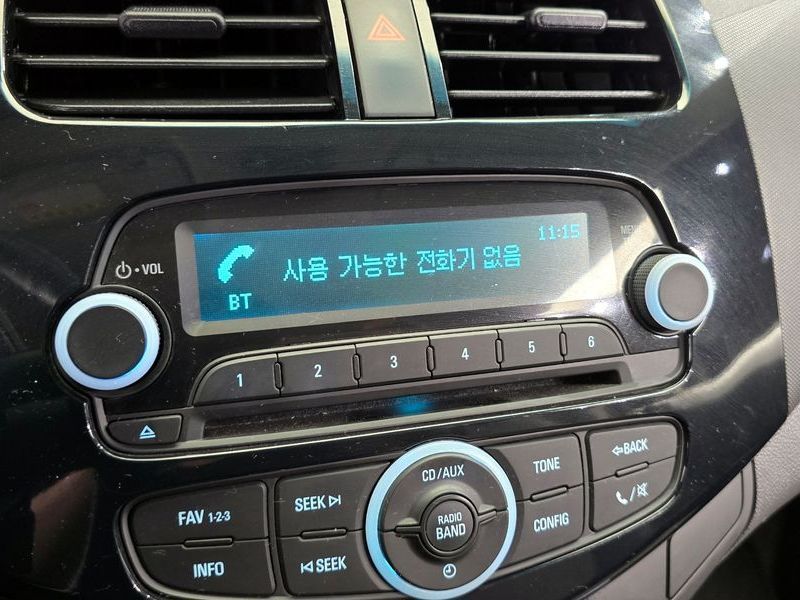 11:15
사용 가능한 전화기 없음
BT
VOL
1 2 3 4 5 6
CD/AUX
TONE
BACK
FAV 1-2-3
SEEK
RADIO
BAND
CONFIG
INFO
SEEK